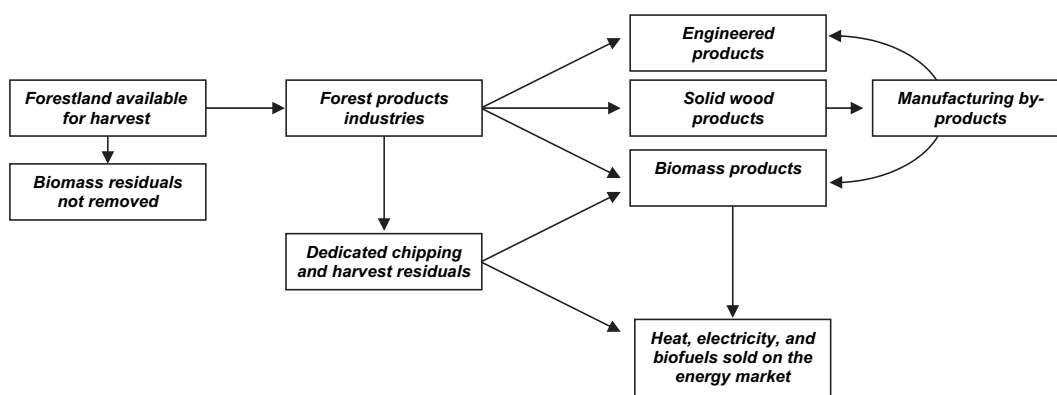 Engineered
products
Forestland available
for harvest
Forest products
industries
Solid wood
products
Manufacturing by-
products
Biomass residuals
not removed
Biomass products
Dedicated chipping
and harvest residuals
Heat, electricity, and
biofuels sold on the
energy market